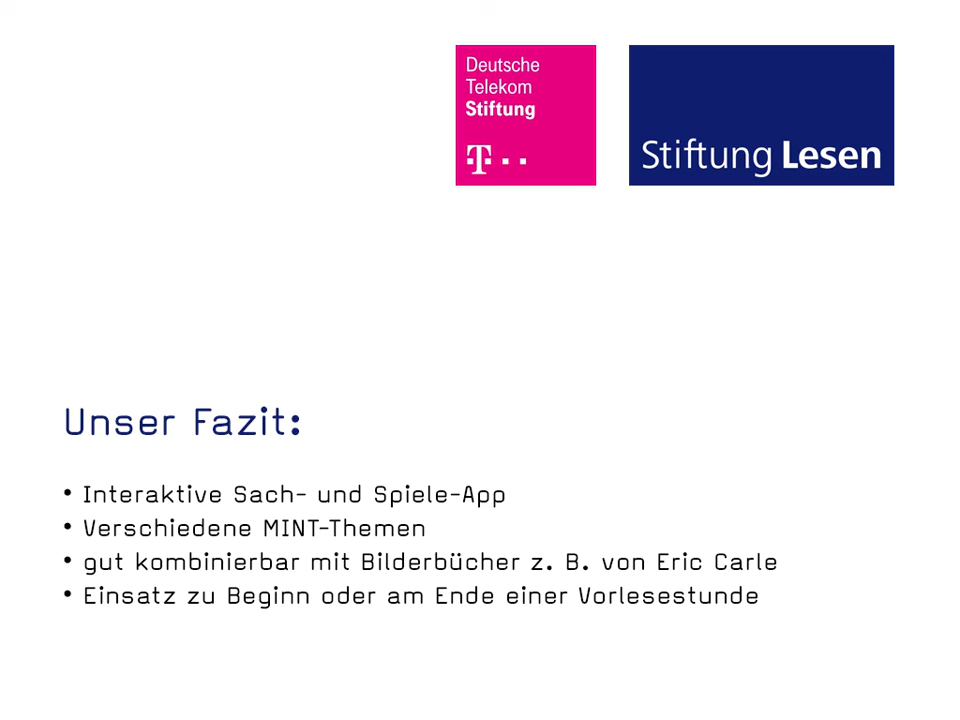 Deutsche
Telekom
Stiftung
T
Stiftung Lesen
Unser Fazit:
• Interaktive Sach- und Spiele-App
• Verschiedene MINT-Themen
• gut kombinierbar mit Bilderbücher z. B. von Eric Carle
• Einsatz zu Beginn oder am Ende einer Vorlesestunde